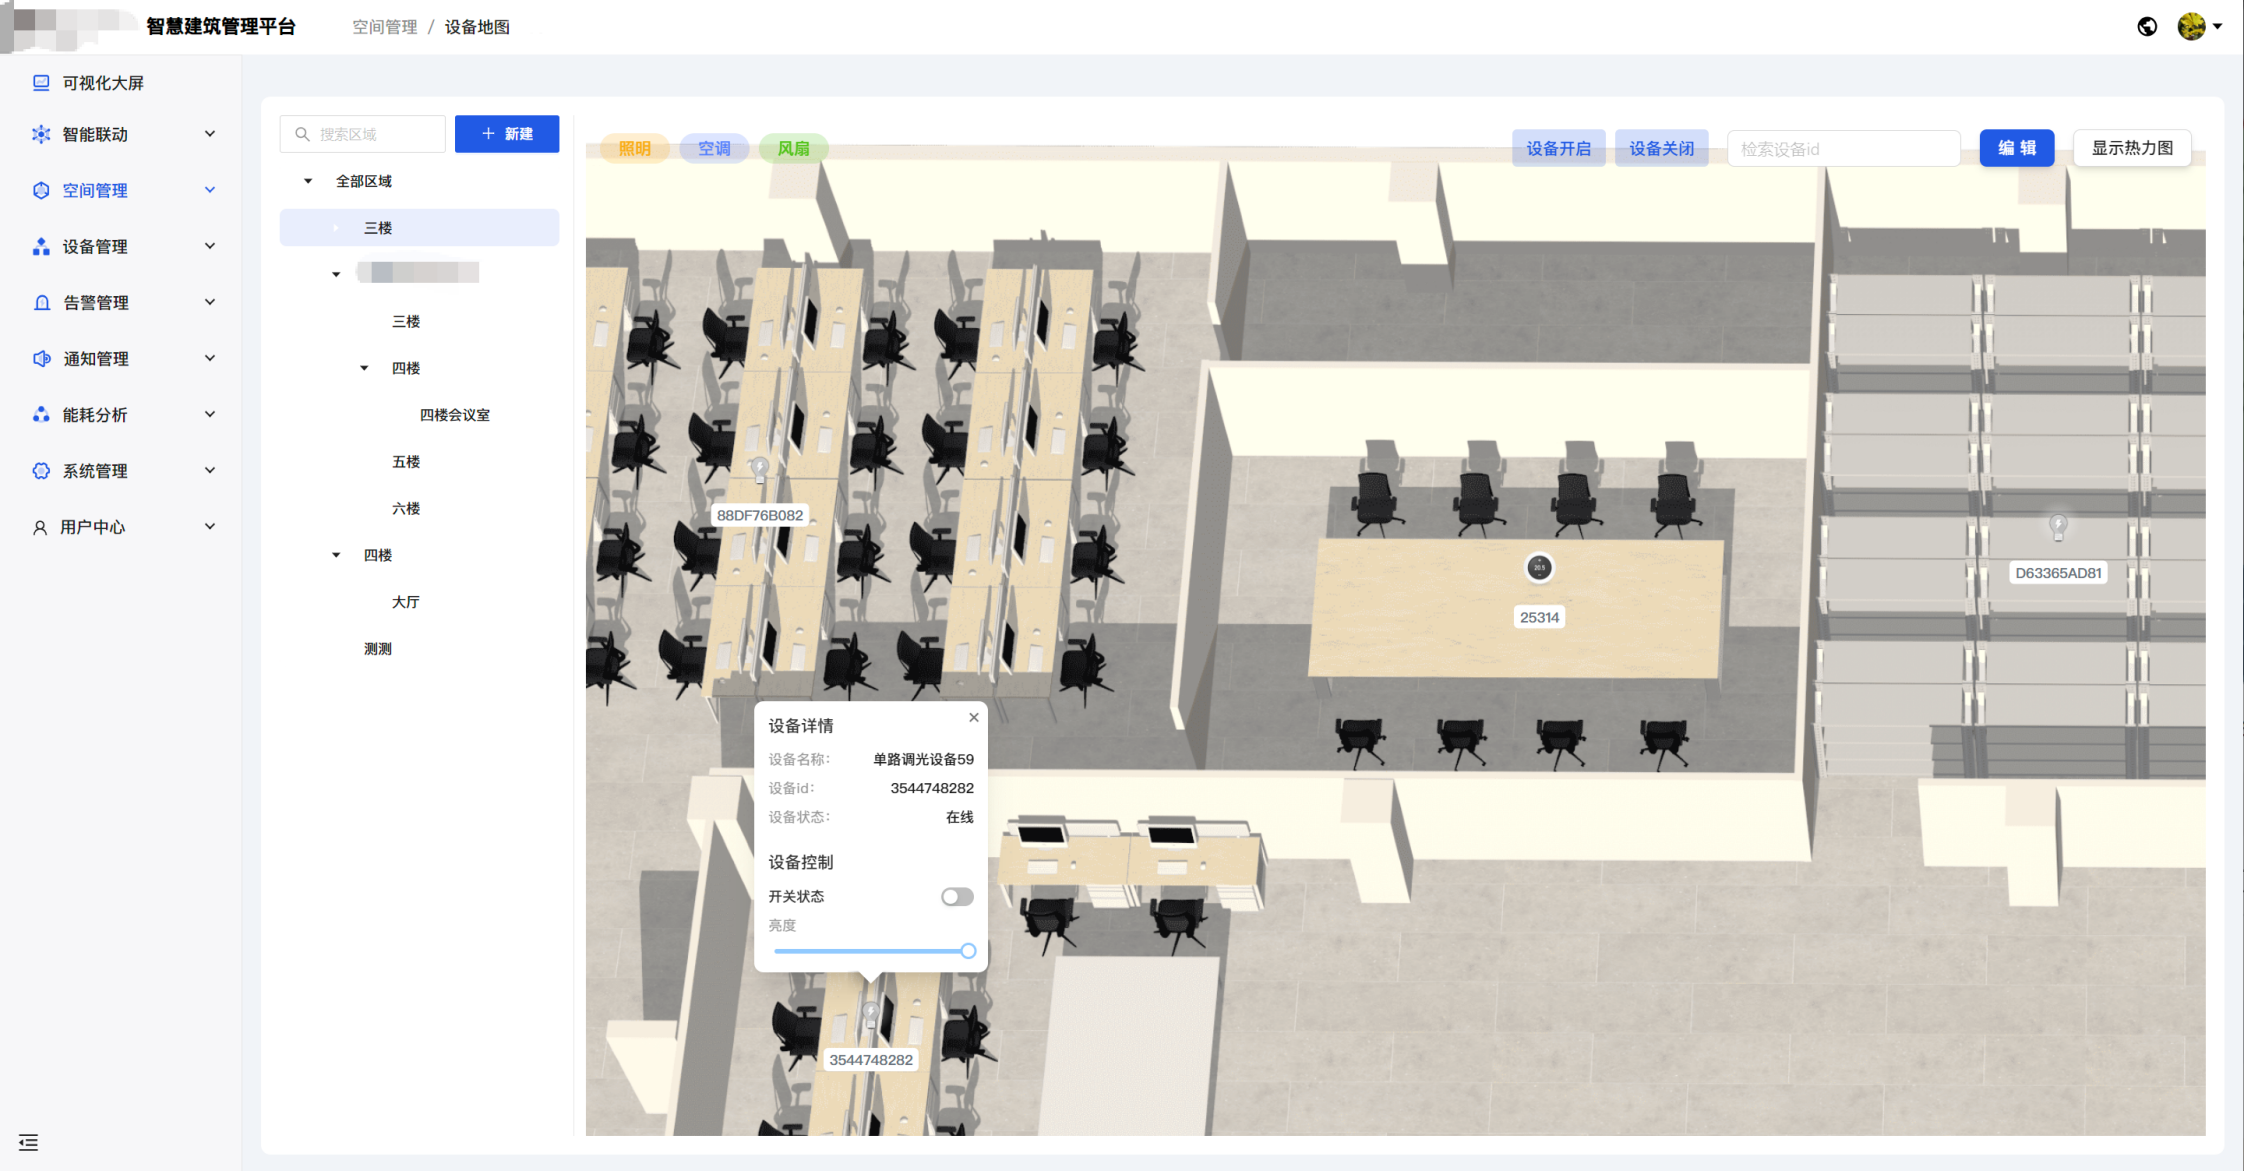 智慧建筑管理平台
空间管理 / 设备地图
可视化大屏
智能联动
空间管理
设备管理
告警管理
通知管理
能耗分析
系统管理
用户中心
搜索区域
+ 新建
全部区域
三楼
三楼
四楼
四楼会议室
五楼
六楼
四楼
大厅
测测
照明
空调
风扇
设备开启
设备关闭
检索设备id
编辑
显示热力图
88DF76B082
20.5
25314
D63365AD81
设备详情
设备名称: 单路调光设备59
设备id: 3544748282
设备状态: 在线
设备控制
开关状态
亮度
3544748282